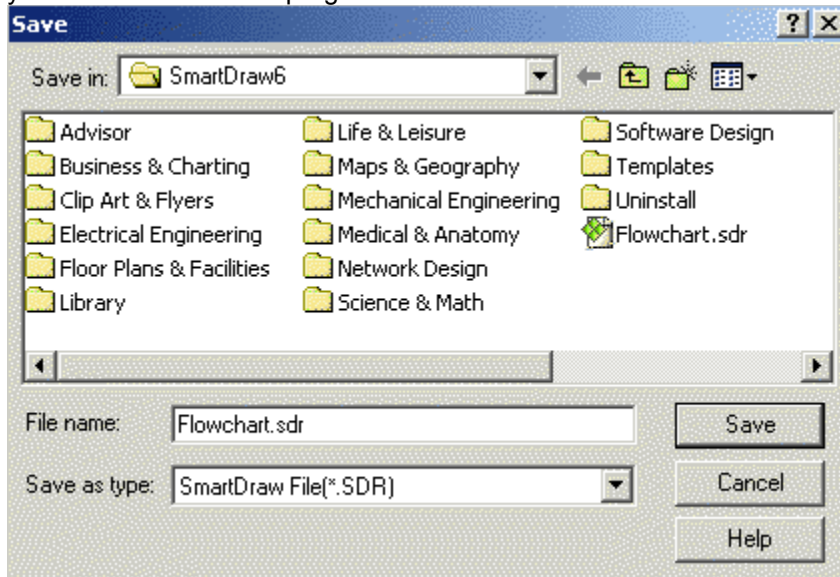 Save
Save in: SmartDraw6
Advisor Life & Leisure Software Design
Business & Charting Maps & Geography Templates
Clip Art & Flyers Mechanical Engineering Uninstall
Electrical Engineering Medical & Anatomy Flowchart.sdr
Floor Plans & Facilities Network Design
Library Science & Math
File name: Flowchart.sdr Save
Save as type: SmartDraw File(*.SDR) Cancel
Help